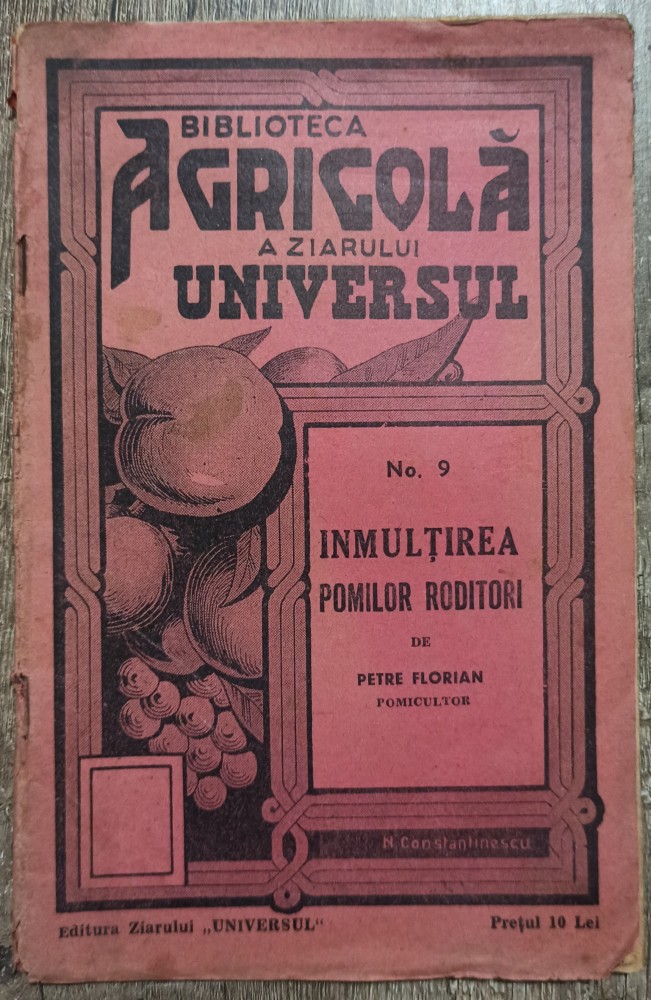 BIBLIOTECA
AGRICOLĂ
A ZIARULUI
UNIVERSUL
No. 9
INMULȚIREA
POMILOR RODITORI
DE
PETRE FLORIAN
POMICULTOR
N. Constantinescu
Editura Ziarului „UNIVERSUL“
Prețul 10 Lei